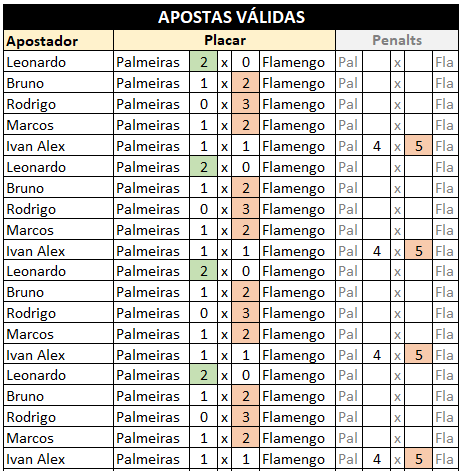 APOSTAS VÁLIDAS
Apostador Placar Penalts
Leonardo Palmeiras 2 x 0 Flamengo Pal x Fla
Bruno Palmeiras 1 x 2 Flamengo Pal x Fla
Rodrigo Palmeiras 0 x 3 Flamengo Pal x Fla
Marcos Palmeiras 1 x 2 Flamengo Pal x Fla
Ivan Alex Palmeiras 1 x 1 Flamengo Pal 4 x 5 Fla
Leonardo Palmeiras 2 x 0 Flamengo Pal x Fla
Bruno Palmeiras 1 x 2 Flamengo Pal x Fla
Rodrigo Palmeiras 0 x 3 Flamengo Pal x Fla
Marcos Palmeiras 1 x 2 Flamengo Pal x Fla
Ivan Alex Palmeiras 1 x 1 Flamengo Pal 4 x 5 Fla
Leonardo Palmeiras 2 x 0 Flamengo Pal x Fla
Bruno Palmeiras 1 x 2 Flamengo Pal x Fla
Rodrigo Palmeiras 0 x 3 Flamengo Pal x Fla
Marcos Palmeiras 1 x 2 Flamengo Pal x Fla
Ivan Alex Palmeiras 1 x 1 Flamengo Pal 4 x 5 Fla
Leonardo Palmeiras 2 x 0 Flamengo Pal x Fla
Bruno Palmeiras 1 x 2 Flamengo Pal x Fla
Rodrigo Palmeiras 0 x 3 Flamengo Pal x Fla
Marcos Palmeiras 1 x 2 Flamengo Pal x Fla
Ivan Alex Palmeiras 1 x 1 Flamengo Pal 4 x 5 Fla